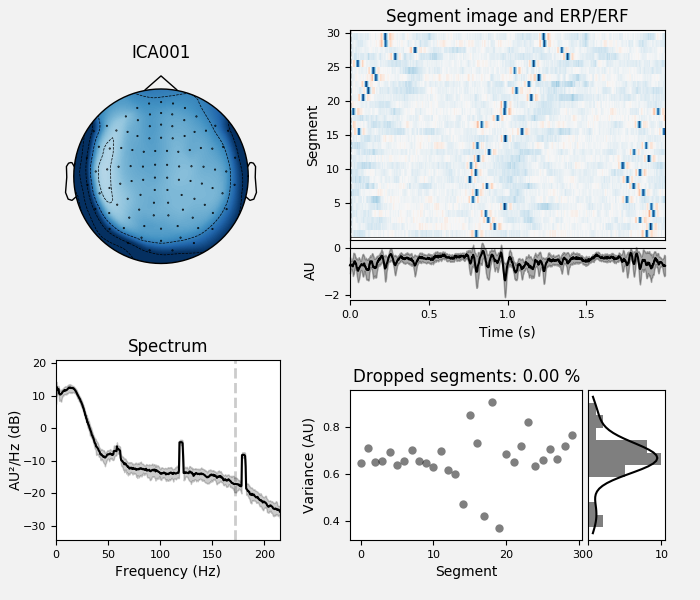 ICA001
Segment image and ERP/ERF
Segment
30
25
20
15
10
5
AU
0
−2
0.0 0.5 1.0 1.5
Time (s)
Spectrum
AU²/Hz (dB)
20
10
0
−10
−20
−30
0 50 100 150 200
Frequency (Hz)
Dropped segments: 0.00 %
Variance (AU)
0.8
0.6
0.4
0 10 20 30
Segment
0 10